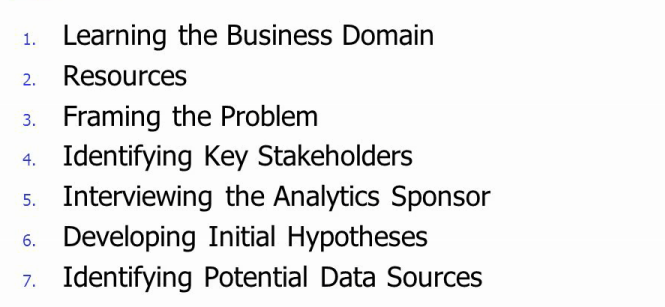 1. Learning the Business Domain
2. Resources
3. Framing the Problem
4. Identifying Key Stakeholders
5. Interviewing the Analytics Sponsor
6. Developing Initial Hypotheses
7. Identifying Potential Data Sources